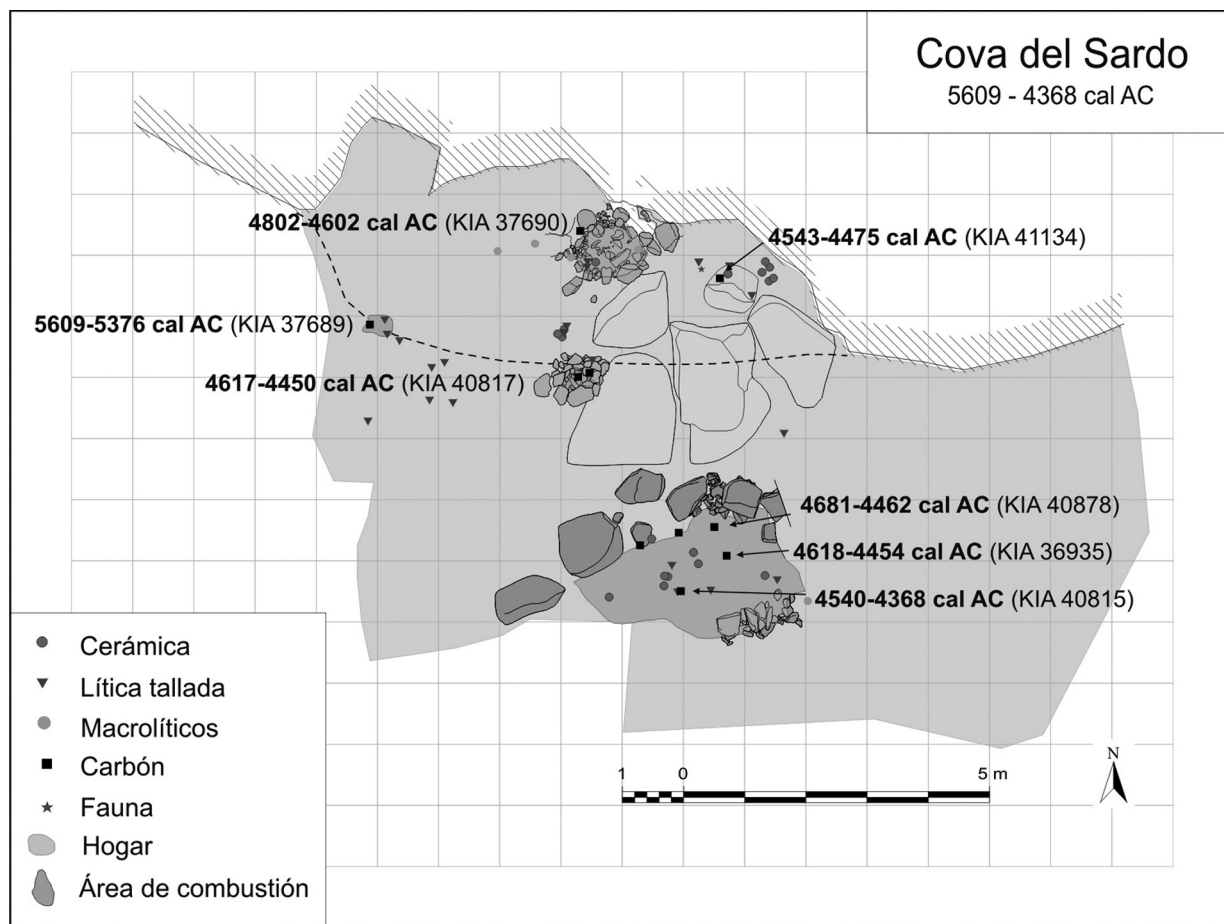 Cova del Sardo
5609 - 4368 cal AC
4802-4602 cal AC (KIA 37690)
4543-4475 cal AC (KIA 41134)
5609-5376 cal AC (KIA 37689)
4617-4450 cal AC (KIA 40817)
4681-4462 cal AC (KIA 40878)
4618-4454 cal AC (KIA 36935)
4540-4368 cal AC (KIA 40815)
Cerámica
Lítica tallada
Macrolíticos
Carbón
Fauna
Hogar
Área de combustión
1 0 5 m
N